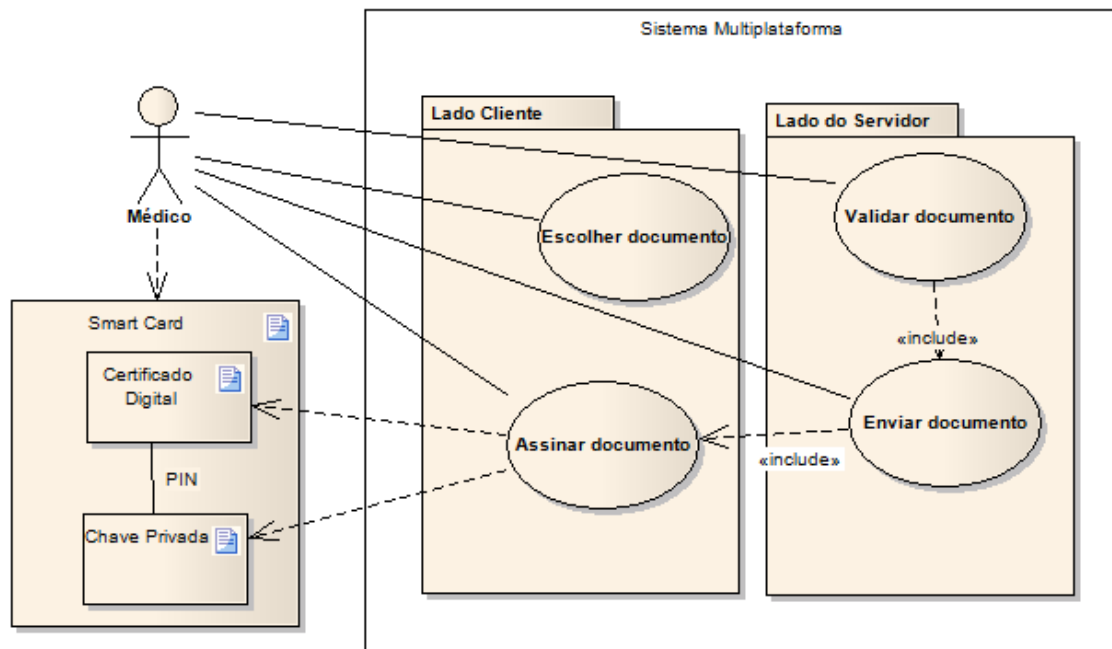 Sistema Multiplataforma
Lado Cliente
Lado do Servidor
Médico
Escolher documento
Validar documento
«include»
Smart Card
Certificado
Digital
PIN
Chave Privada
Assinar documento
Enviar documento
«include»